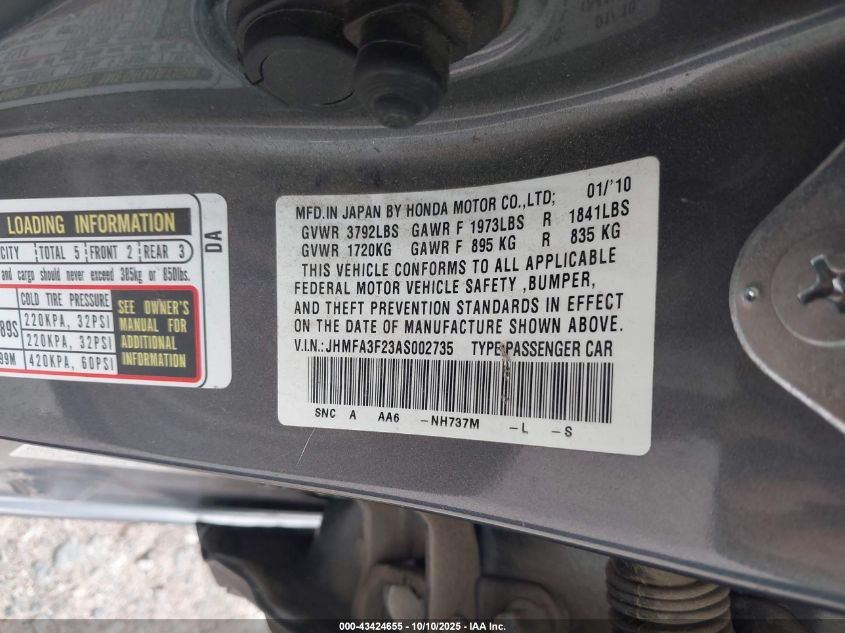 LOADING INFORMATION
CITY TOTAL 5 FRONT 2 REAR 3
and cargo should never exceed 385kg or 850lbs.
COLD TIRE PRESSURE
89S 220KPA, 32PSI
220KPA, 32PSI
99M 420KPA, 60PSI
SEE OWNER'S
MANUAL FOR
ADDITIONAL
INFORMATION
DA
MFD.IN JAPAN BY HONDA MOTOR CO.,LTD; 01/'10
GVWR 3792LBS GAWR F 1973LBS R 1841LBS
GVWR 1720KG GAWR F 895 KG R 835 KG
THIS VEHICLE CONFORMS TO ALL APPLICABLE
FEDERAL MOTOR VEHICLE SAFETY ,BUMPER,
AND THEFT PREVENTION STANDARDS IN EFFECT
ON THE DATE OF MANUFACTURE SHOWN ABOVE.
V.I.N.:JHMFA3F23AS002735 TYPE:PASSENGER CAR
SNC A AA6 -NH737M -L -S
000-43424655 - 10/10/2025 - IAA Inc.